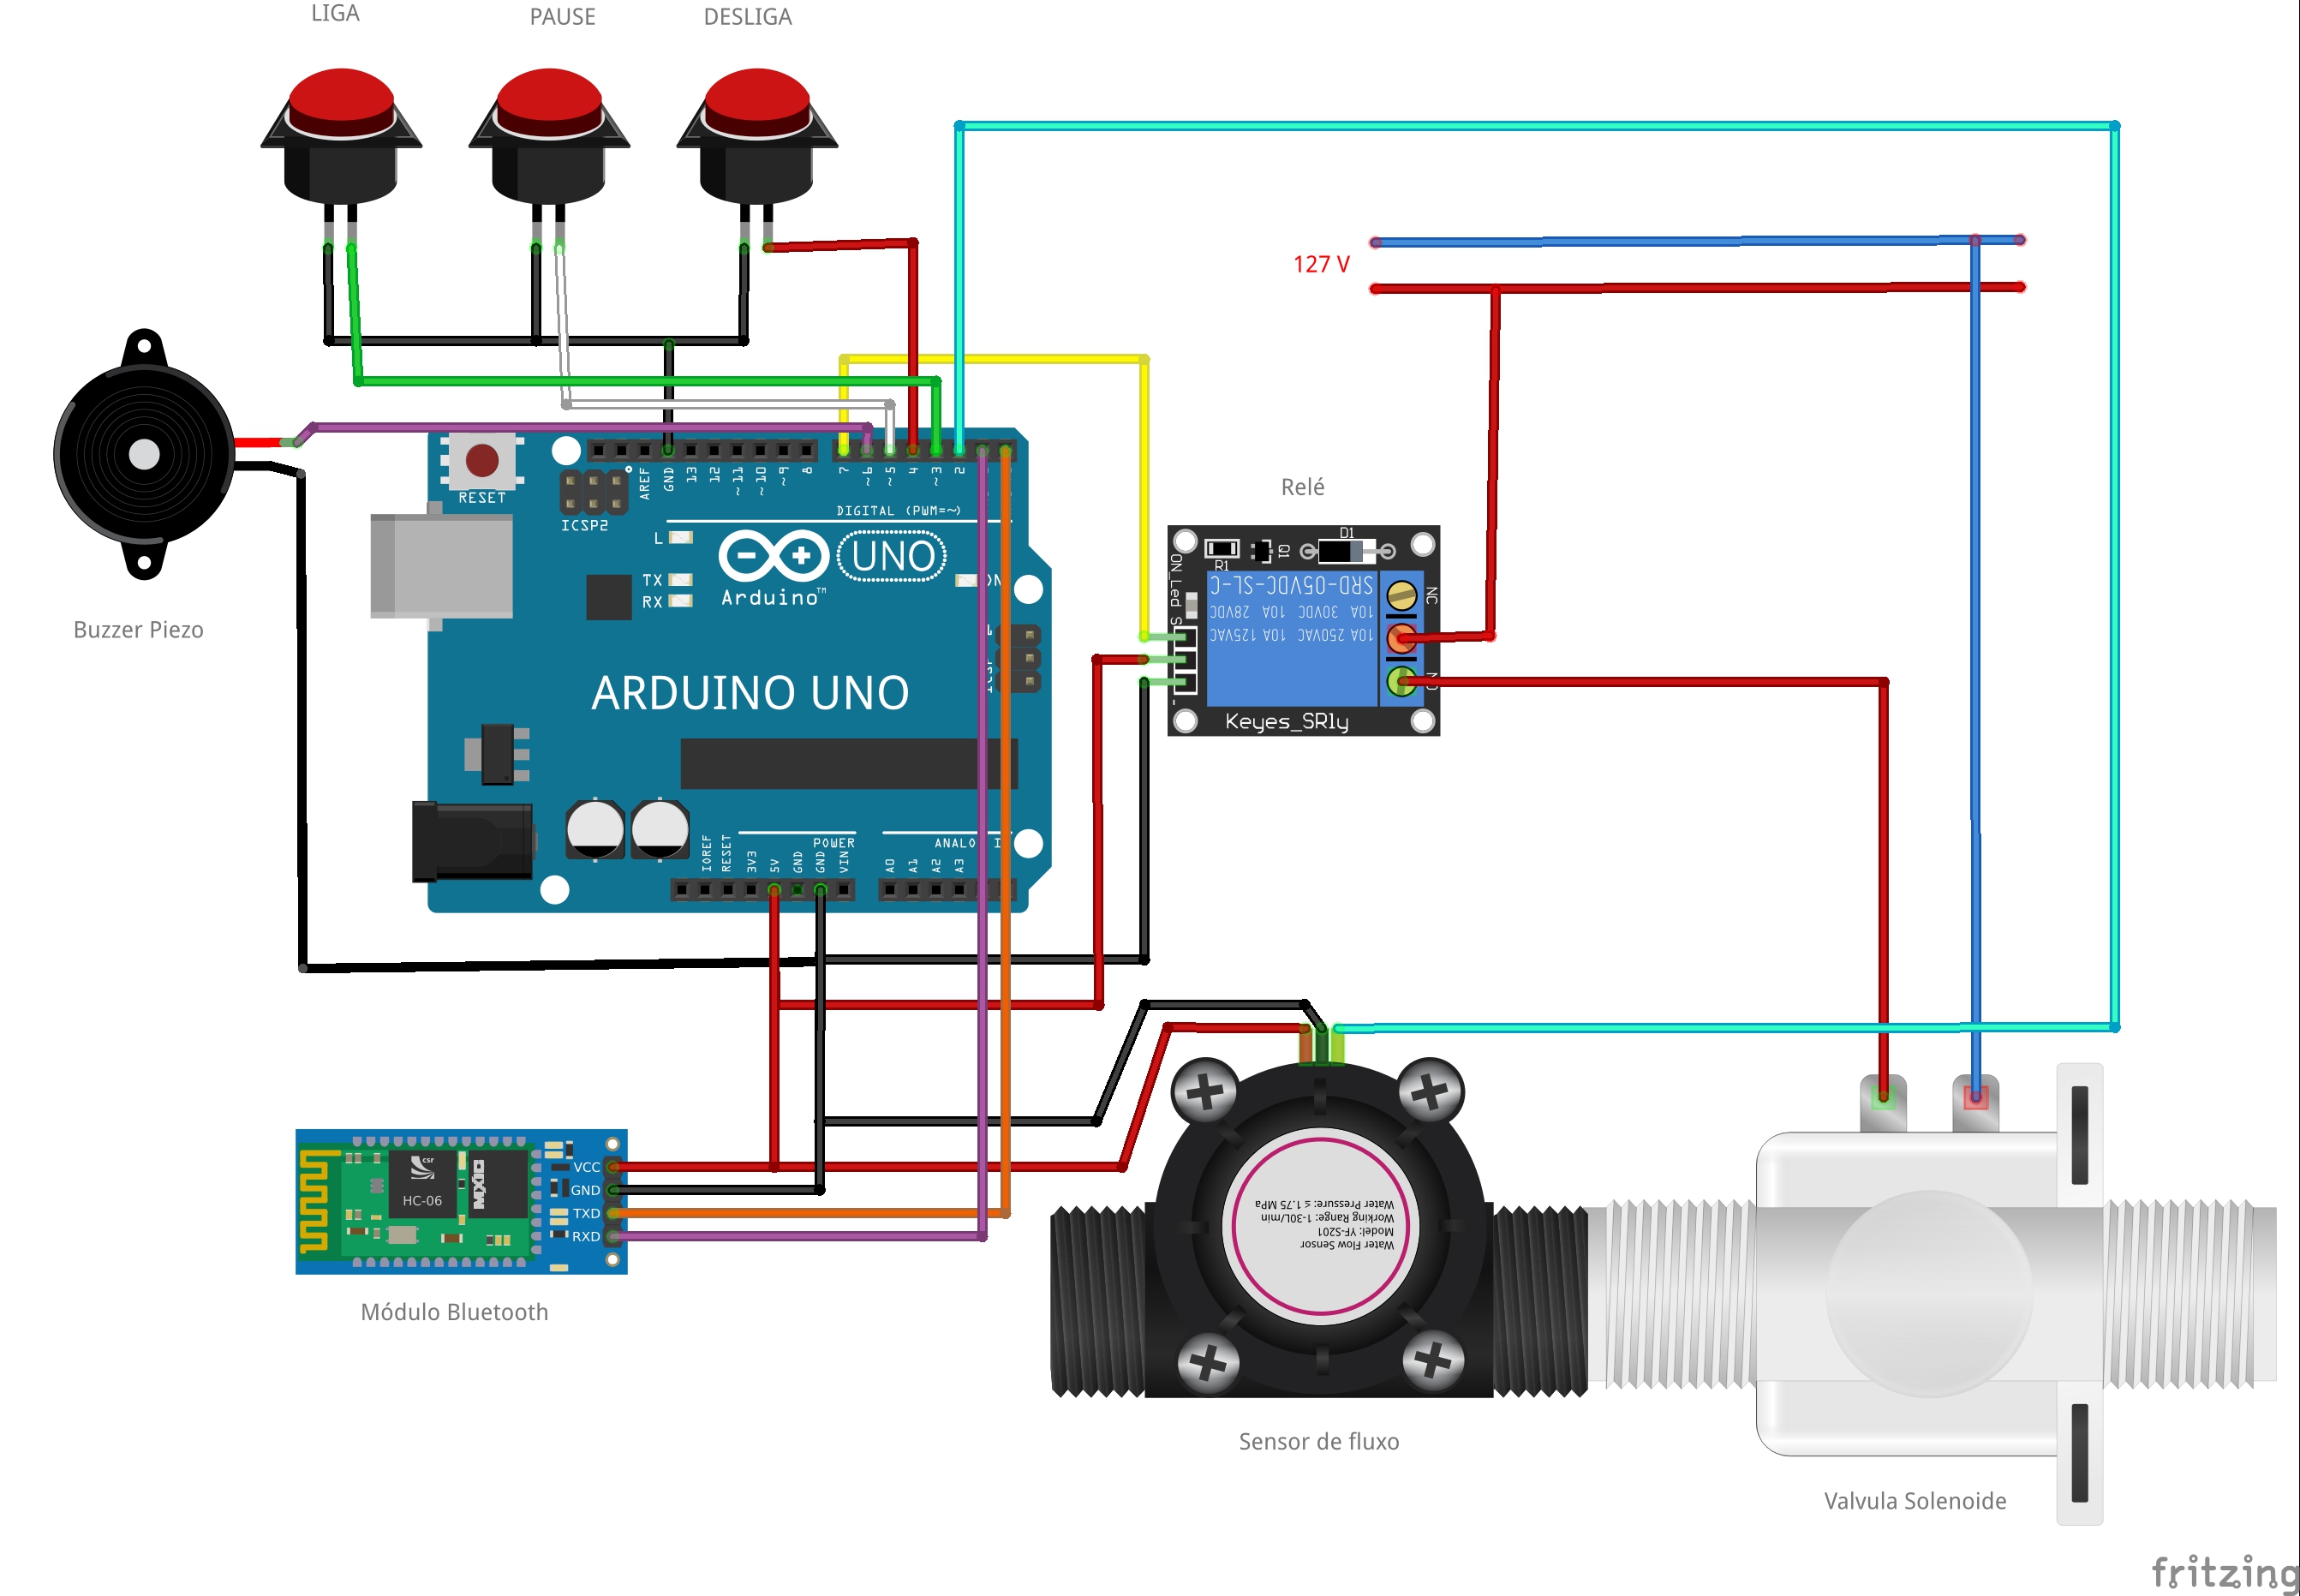 LIGA
PAUSE
DESLIGA
127 V
RESET
ICSP2
AREF
GND
13
12
~11
~10
~9
8
7
~6
~5
4
~3
2
DIGITAL (PWM=~)
L
TX
RX
UNO
Arduino™
ARDUINO UNO
Buzzer Piezo
Relé
D1
Q1
R1
ON_Led
S
NC
SRD-05VDC-SL-C
10A 30VDC 10A 28VDC
10A 250VAC 10A 125VAC
-
Keyes_SRly
IOREF
RESET
3V3
5V
GND
GND
VIN
POWER
A0
A1
A2
A3
csr
HC-06
MXIC
VCC
GND
TXD
RXD
Módulo Bluetooth
Water Flow Sensor
Model: YF-S201
Working Range: 1-30L/min
Water Pressure: ≤ 1.75 MPa
Sensor de fluxo
Valvula Solenoide
fritzing